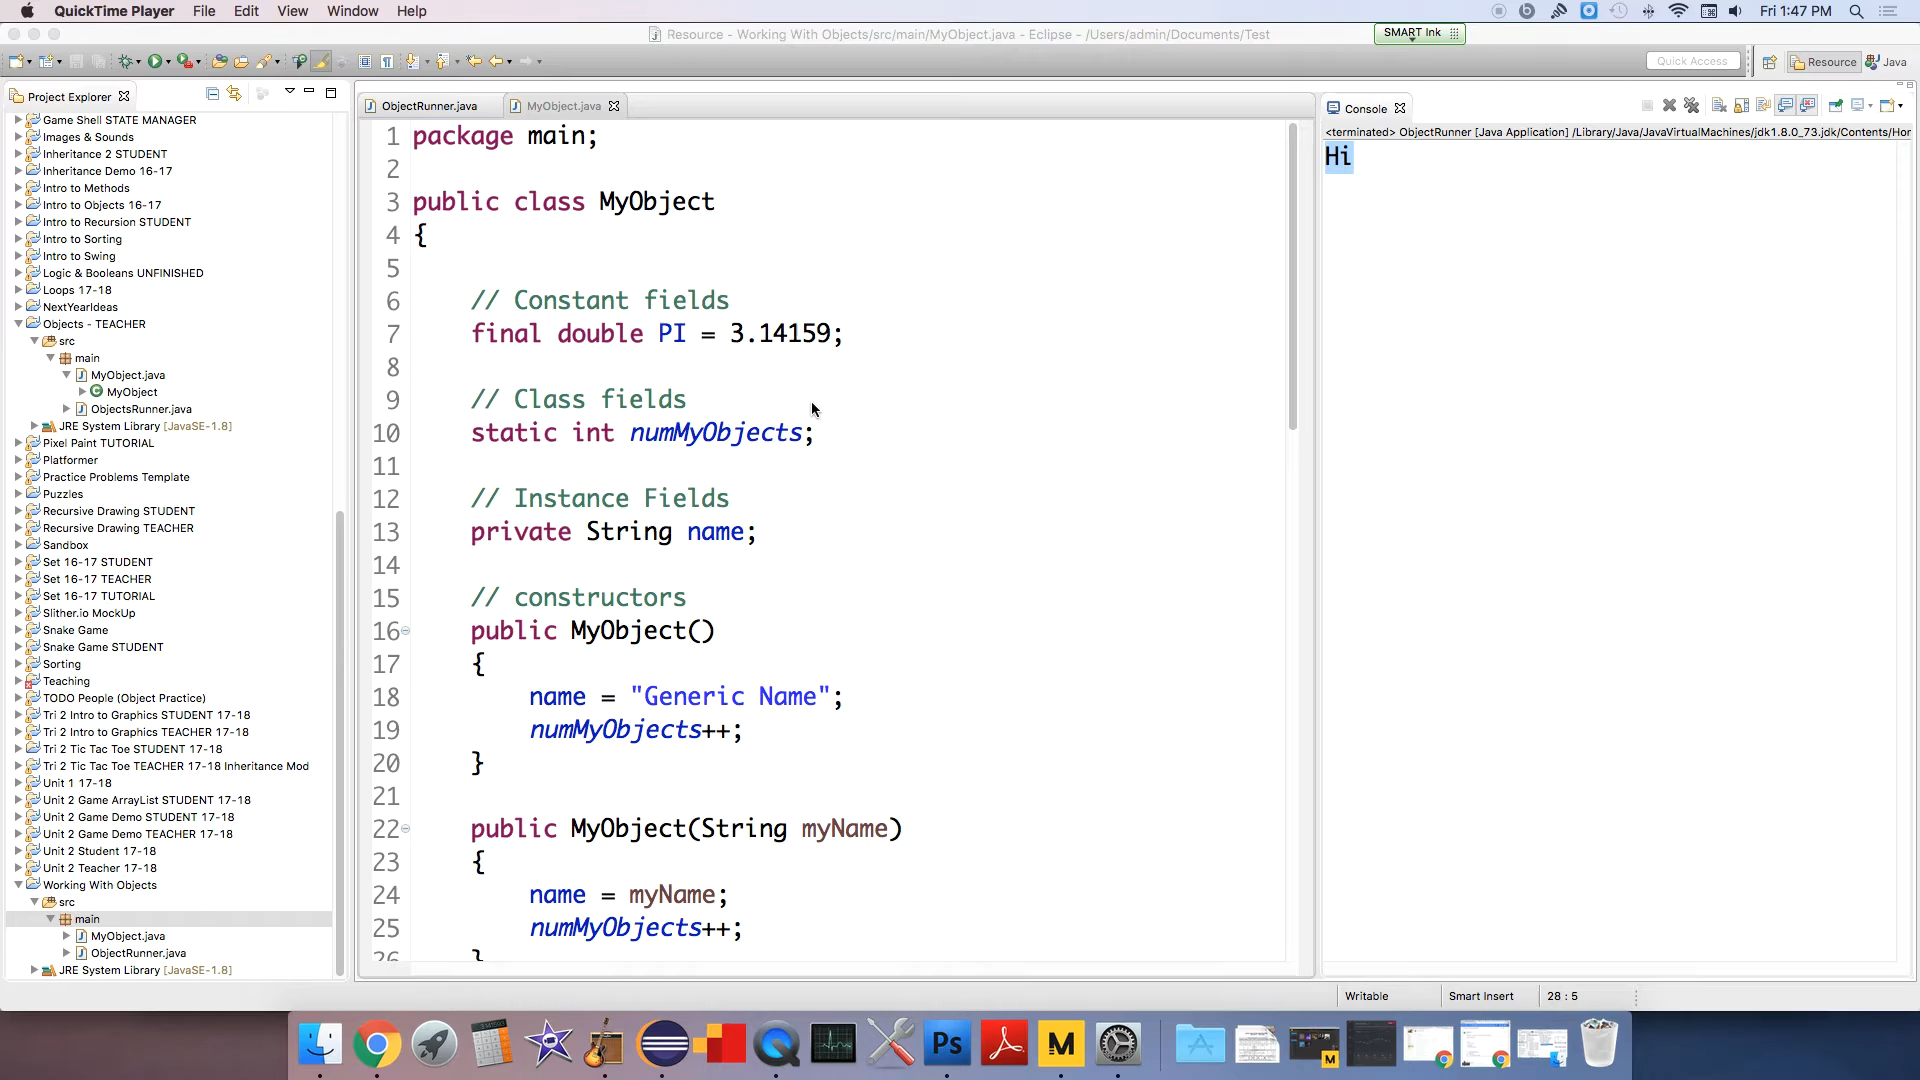 QuickTime Player File Edit View Window Help
Fri 1:47 PM
Resource - Working With Objects/src/main/MyObject.java - Eclipse - /Users/admin/Documents/Test
SMART Ink
Quick Access
Resource
Java
Project Explorer
Game Shell STATE MANAGER
Images & Sounds
Inheritance 2 STUDENT
Inheritance Demo 16-17
Intro to Methods
Intro to Objects 16-17
Intro to Recursion STUDENT
Intro to Sorting
Intro to Swing
Logic & Booleans UNFINISHED
Loops 17-18
NextYearIdeas
Objects - TEACHER
src
main
MyObject.java
MyObject
ObjectsRunner.java
JRE System Library [JavaSE-1.8]
Pixel Paint TUTORIAL
Platformer
Practice Problems Template
Puzzles
Recursive Drawing STUDENT
Recursive Drawing TEACHER
Sandbox
Set 16-17 STUDENT
Set 16-17 TEACHER
Set 16-17 TUTORIAL
Slither.io MockUp
Snake Game
Snake Game STUDENT
Sorting
Teaching
TODO People (Object Practice)
Tri 2 Intro to Graphics STUDENT 17-18
Tri 2 Intro to Graphics TEACHER 17-18
Tri 2 Tic Tac Toe STUDENT 17-18
Tri 2 Tic Tac Toe TEACHER 17-18 Inheritance Mod
Unit 1 17-18
Unit 2 Game ArrayList STUDENT 17-18
Unit 2 Game Demo STUDENT 17-18
Unit 2 Game Demo TEACHER 17-18
Unit 2 Student 17-18
Unit 2 Teacher 17-18
Working With Objects
src
main
MyObject.java
ObjectRunner.java
JRE System Library [JavaSE-1.8]
ObjectRunner.java
MyObject.java
1 package main;
2
3 public class MyObject
4 {
5
6 // Constant fields
7 final double PI = 3.14159;
8
9 // Class fields
10 static int numMyObjects;
11
12 // Instance Fields
13 private String name;
14
15 // constructors
16 public MyObject()
17 {
18 name = "Generic Name";
19 numMyObjects++;
20 }
21
22 public MyObject(String myName)
23 {
24 name = myName;
25 numMyObjects++;
26 }
Console
<terminated> ObjectRunner [Java Application] /Library/Java/JavaVirtualMachines/jdk1.8.0_73.jdk/Contents/Hor
Hi
Writable
Smart Insert
28 : 5
Ps
M